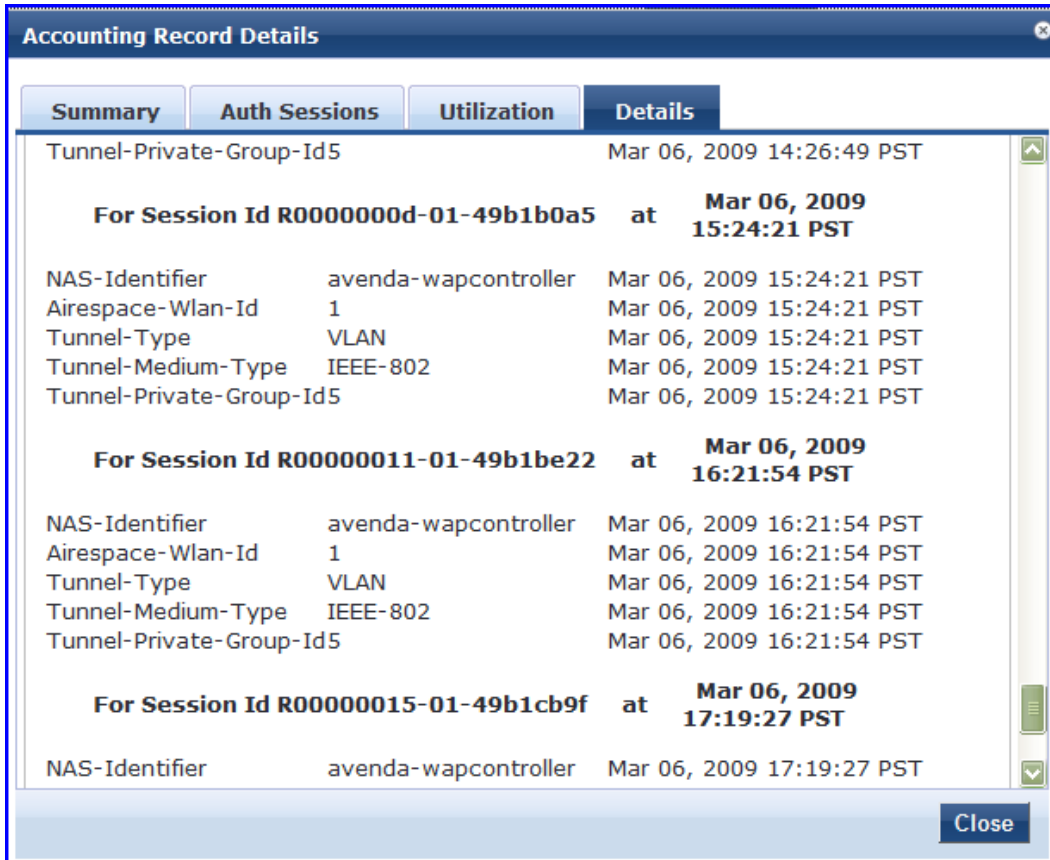 Accounting Record Details
Summary Auth Sessions Utilization Details
Tunnel-Private-Group-Id5 Mar 06, 2009 14:26:49 PST
For Session Id R0000000d-01-49b1b0a5 at Mar 06, 2009
15:24:21 PST
NAS-Identifier avenda-wapcontroller Mar 06, 2009 15:24:21 PST
Airespace-Wlan-Id 1 Mar 06, 2009 15:24:21 PST
Tunnel-Type VLAN Mar 06, 2009 15:24:21 PST
Tunnel-Medium-Type IEEE-802 Mar 06, 2009 15:24:21 PST
Tunnel-Private-Group-Id5 Mar 06, 2009 15:24:21 PST
For Session Id R00000011-01-49b1be22 at Mar 06, 2009
16:21:54 PST
NAS-Identifier avenda-wapcontroller Mar 06, 2009 16:21:54 PST
Airespace-Wlan-Id 1 Mar 06, 2009 16:21:54 PST
Tunnel-Type VLAN Mar 06, 2009 16:21:54 PST
Tunnel-Medium-Type IEEE-802 Mar 06, 2009 16:21:54 PST
Tunnel-Private-Group-Id5 Mar 06, 2009 16:21:54 PST
For Session Id R00000015-01-49b1cb9f at Mar 06, 2009
17:19:27 PST
NAS-Identifier avenda-wapcontroller Mar 06, 2009 17:19:27 PST
Close